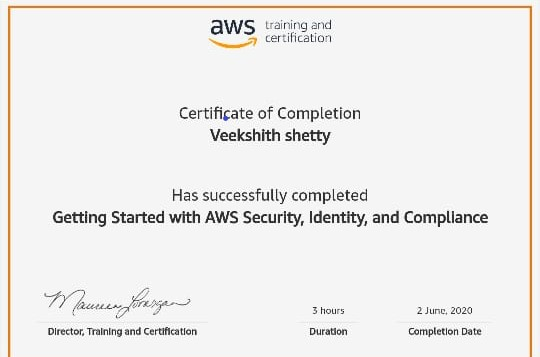 aws training and
certification
Certificate of Completion
Veekshith shetty
Has successfully completed
Getting Started with AWS Security, Identity, and Compliance
3 hours
2 June, 2020
Director, Training and Certification
Duration
Completion Date